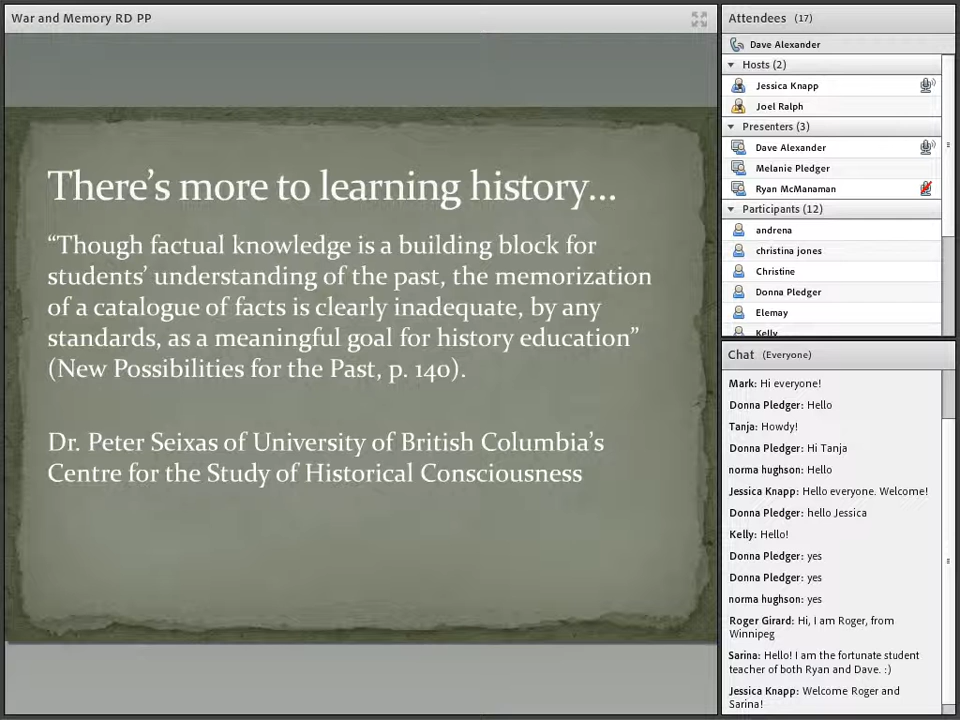 War and Memory RD PP
There's more to learning history...
“Though factual knowledge is a building block for
students’ understanding of the past, the memorization
of a catalogue of facts is clearly inadequate, by any
standards, as a meaningful goal for history education”
(New Possibilities for the Past, p. 140).
Dr. Peter Seixas of University of British Columbia’s
Centre for the Study of Historical Consciousness
Attendees (17)
Dave Alexander
Hosts (2)
Jessica Knapp
Joel Ralph
Presenters (3)
Dave Alexander
Melanie Pledger
Ryan McManaman
Participants (12)
andrena
christina jones
Christine
Donna Pledger
Elemay
Kelly
Chat (Everyone)
Mark: Hi everyone!
Donna Pledger: Hello
Tanja: Howdy!
Donna Pledger: Hi Tanja
norma hughson: Hello
Jessica Knapp: Hello everyone. Welcome!
Donna Pledger: hello Jessica
Kelly: Hello!
Donna Pledger: yes
Donna Pledger: yes
norma hughson: yes
Roger Girard: Hi, I am Roger, from
Winnipeg
Sarina: Hello! I am the fortunate student
teacher of both Ryan and Dave. :)
Jessica Knapp: Welcome Roger and
Sarina!